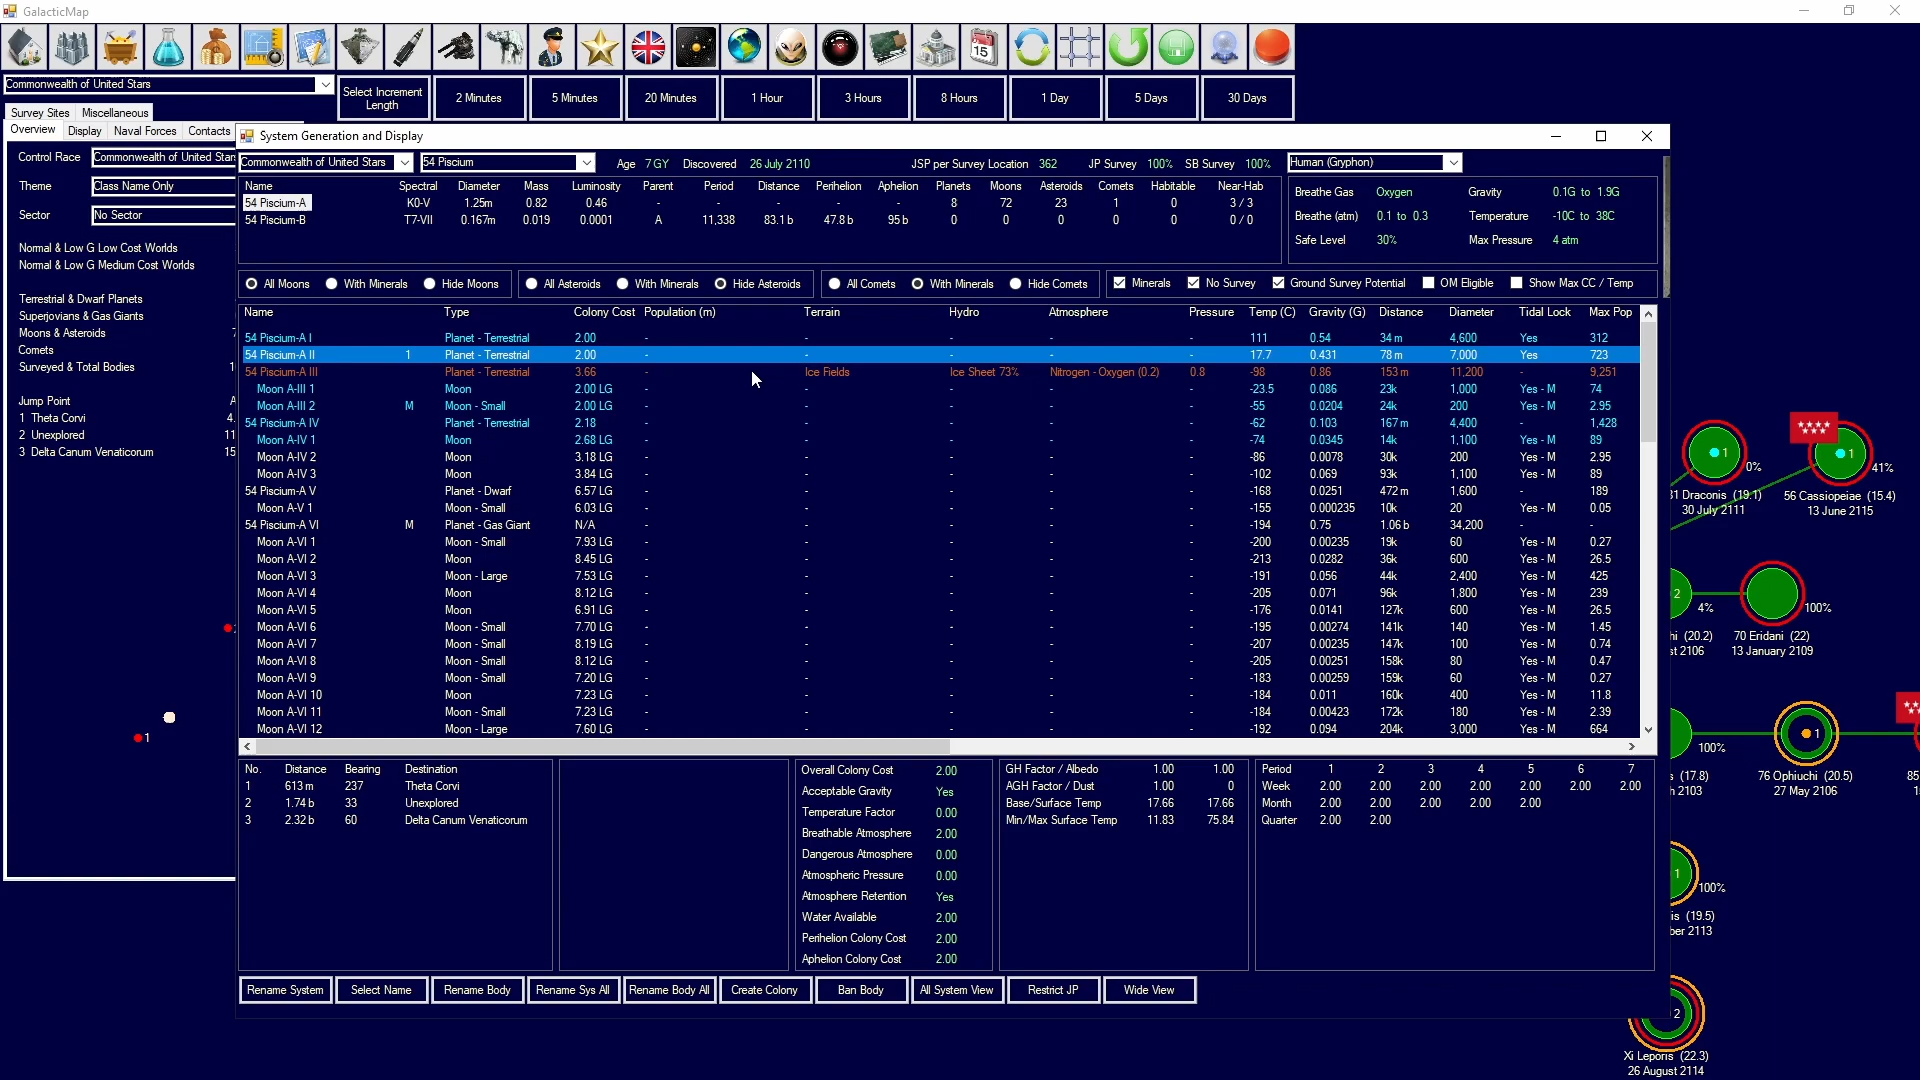 GalacticMap
Commonwealth of United Stars
Select Increment Length
2 Minutes
5 Minutes
20 Minutes
1 Hour
3 Hours
8 Hours
1 Day
5 Days
30 Days
Survey Sites Miscellaneous
Overview Display Naval Forces Contacts
Control Race Commonwealth of United Stars
Theme Class Name Only
Sector No Sector
Normal & Low G Low Cost Worlds
Normal & Low G Medium Cost Worlds
Terrestrial & Dwarf Planets
Superjovians & Gas Giants
Moons & Asteroids
Comets
Surveyed & Total Bodies
Jump Point
1 Theta Corvi
2 Unexplored
3 Delta Canum Venaticorum
1
System Generation and Display
Commonwealth of United Stars 54 Piscium Age 7 GY Discovered 26 July 2110 JSP per Survey Location 362 JP Survey 100% SB Survey 100% Human (Gryphon)
Name Spectral Diameter Mass Luminosity Parent Period Distance Perihelion Aphelion Planets Moons Asteroids Comets Habitable Near-Hab
54 Piscium-A K0-V 1.25m 0.82 0.46 - - - - - 8 72 23 1 0 3 / 3
54 Piscium-B T7-VII 0.167m 0.019 0.0001 A 11,338 83.1 b 47.8 b 95 b 0 0 0 0 0 0 / 0
Breathe Gas Oxygen Gravity 0.1G to 1.9G
Breathe (atm) 0.1 to 0.3 Temperature -10C to 38C
Safe Level 30% Max Pressure 4 atm
All Moons With Minerals Hide Moons All Asteroids With Minerals Hide Asteroids All Comets With Minerals Hide Comets Minerals No Survey Ground Survey Potential OM Eligible Show Max CC / Temp
Name Type Colony Cost Population (m) Terrain Hydro Atmosphere Pressure Temp (C) Gravity (G) Distance Diameter Tidal Lock Max Pop
54 Piscium-A I Planet - Terrestrial 2.00 - - - - - 111 0.54 34 m 4,600 Yes 312
54 Piscium-A II 1 Planet - Terrestrial 2.00 - - - - - 17.7 0.431 78 m 7,000 Yes 723
54 Piscium-A III Planet - Terrestrial 3.66 - Ice Fields Ice Sheet 73% Nitrogen - Oxygen (0.2) 0.8 -98 0.86 153 m 11,200 - 9,251
Moon A-III 1 Moon 2.00 LG - - - - - -23.5 0.086 23k 1,000 Yes - M 74
Moon A-III 2 M Moon - Small 2.00 LG - - - - - -55 0.0204 24k 200 Yes - M 2.95
54 Piscium-A IV Planet - Terrestrial 2.18 - - - - - -62 0.103 167 m 4,400 - 1,428
Moon A-IV 1 Moon 2.68 LG - - - - - -74 0.0345 14k 1,100 Yes - M 89
Moon A-IV 2 Moon 3.18 LG - - - - - -86 0.0078 30k 200 Yes - M 2.95
Moon A-IV 3 Moon 3.84 LG - - - - - -102 0.069 93k 1,100 Yes - M 89
54 Piscium-A V Planet - Dwarf 6.57 LG - - - - - -168 0.0251 472 m 1,600 - 189
Moon A-V 1 Moon - Small 6.03 LG - - - - - -155 0.000235 10k 20 Yes - M 0.05
54 Piscium-A VI M Planet - Gas Giant N/A - - - - - -194 0.75 1.06 b 34,200 - -
Moon A-VI 1 Moon - Small 7.93 LG - - - - - -200 0.00235 19k 60 Yes - M 0.27
Moon A-VI 2 Moon 8.45 LG - - - - - -213 0.0282 36k 600 Yes - M 26.5
Moon A-VI 3 Moon - Large 7.53 LG - - - - - -191 0.056 44k 2,400 Yes - M 425
Moon A-VI 4 Moon 8.12 LG - - - - - -205 0.071 96k 1,800 Yes - M 239
Moon A-VI 5 Moon 6.91 LG - - - - - -176 0.0141 127k 600 Yes - M 26.5
Moon A-VI 6 Moon - Small 7.70 LG - - - - - -195 0.00274 141k 140 Yes - M 1.45
Moon A-VI 7 Moon - Small 8.19 LG - - - - - -207 0.00235 147k 100 Yes - M 0.74
Moon A-VI 8 Moon - Small 8.12 LG - - - - - -205 0.00251 158k 80 Yes - M 0.47
Moon A-VI 9 Moon - Small 7.20 LG - - - - - -183 0.00259 159k 60 Yes - M 0.27
Moon A-VI 10 Moon 7.23 LG - - - - - -184 0.011 160k 400 Yes - M 11.8
Moon A-VI 11 Moon - Small 7.23 LG - - - - - -184 0.00423 172k 180 Yes - M 2.39
Moon A-VI 12 Moon - Large 7.60 LG - - - - - -192 0.094 204k 3,000 Yes - M 664
No. Distance Bearing Destination
1 613 m 237 Theta Corvi
2 1.74 b 33 Unexplored
3 2.32 b 60 Delta Canum Venaticorum
Overall Colony Cost 2.00
Acceptable Gravity Yes
Temperature Factor 0.00
Breathable Atmosphere 2.00
Dangerous Atmosphere 0.00
Atmospheric Pressure 0.00
Atmosphere Retention Yes
Water Available 2.00
Perihelion Colony Cost 2.00
Aphelion Colony Cost 2.00
GH Factor / Albedo 1.00 1.00
AGH Factor / Dust 1.00 0
Base/Surface Temp 17.66 17.66
Min/Max Surface Temp 11.83 75.84
Period 1 2 3 4 5 6 7
Week 2.00 2.00 2.00 2.00 2.00 2.00 2.00
Month 2.00 2.00 2.00 2.00 2.00
Quarter 2.00 2.00
Rename System
Select Name
Rename Body
Rename Sys All
Rename Body All
Create Colony
Ban Body
All System View
Restrict JP
Wide View
1 0%
31 Draconis (19.1)
30 July 2111
1 41%
56 Cassiopeiae (15.4)
13 June 2115
2 4%
hi (20.2)
st 2106
100%
70 Eridani (22)
13 January 2109
100%
s (17.8)
h 2103
1
76 Ophiuchi (20.5)
27 May 2106
85
1 100%
is (19.5)
ber 2113
2
Xi Leporis (22.3)
26 August 2114